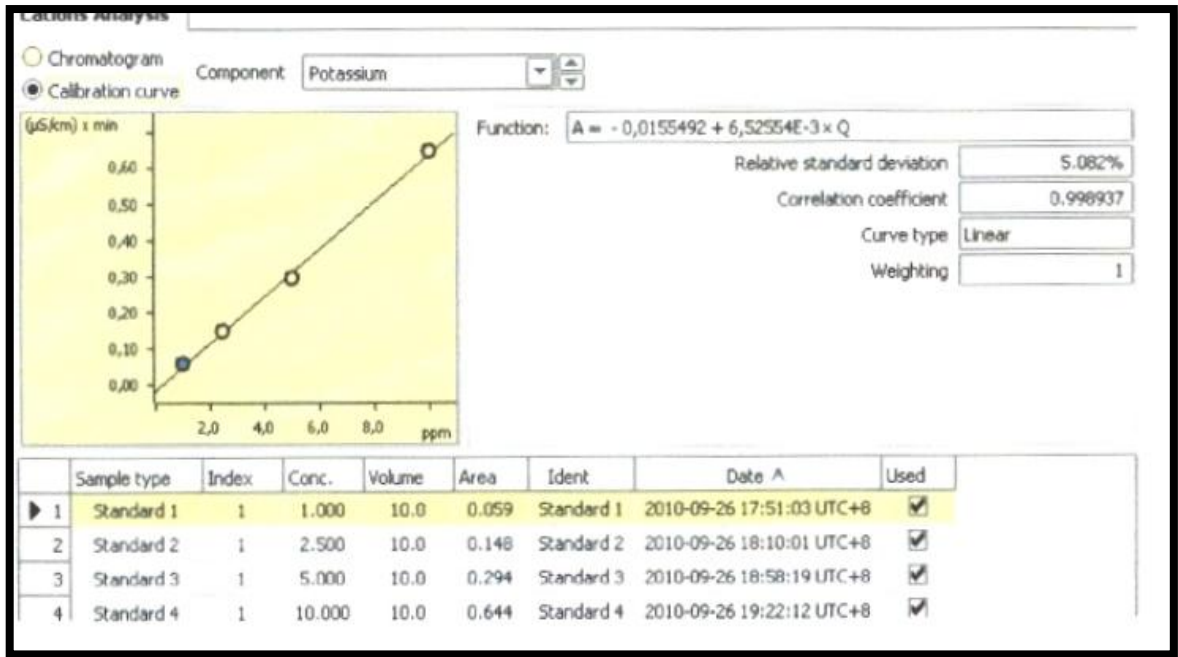 Cations Analysis
Chromatogram
Calibration curve
Component Potassium
(µS/cm) x min
0,60
0,50
0,40
0,30
0,20
0,10
0,00
2,0 4,0 6,0 8,0 ppm
Function: A = - 0,0155492 + 6,52554E-3 × Q
Relative standard deviation 5.082%
Correlation coefficient 0.998937
Curve type Linear
Weighting 1
Sample type Index Conc. Volume Area Ident Date Used
1 Standard 1 1 1.000 10.0 0.059 Standard 1 2010-09-26 17:51:03 UTC+8
2 Standard 2 1 2.500 10.0 0.148 Standard 2 2010-09-26 18:10:01 UTC+8
3 Standard 3 1 5.000 10.0 0.294 Standard 3 2010-09-26 18:58:19 UTC+8
4 Standard 4 1 10.000 10.0 0.644 Standard 4 2010-09-26 19:22:12 UTC+8